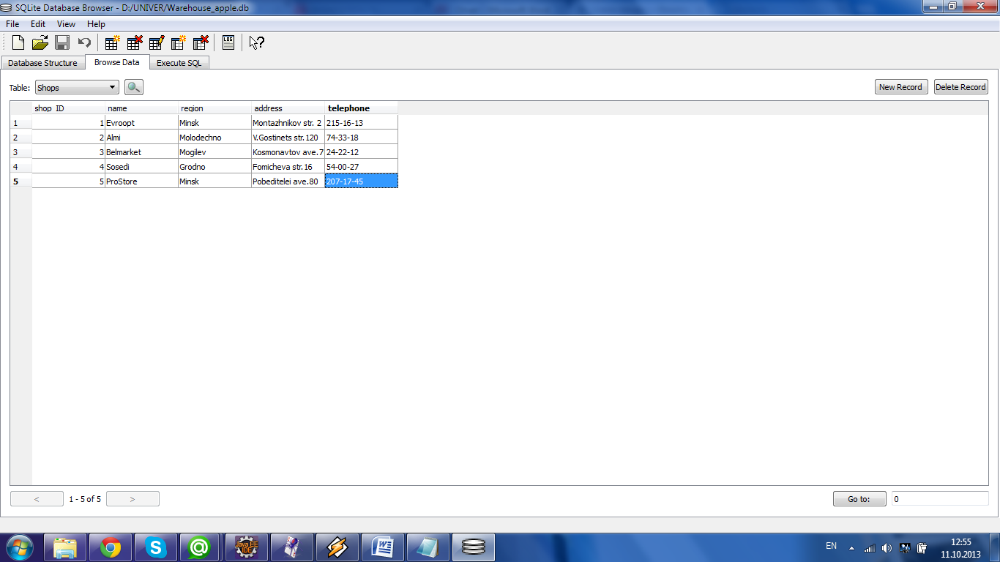 SQLite Database Browser - D:/UNIVER/Warehouse_apple.db
File Edit View Help
LOG
Database Structure Browse Data Execute SQL
Table: Shops New Record Delete Record
shop_ID name region address telephone
1 1 Evroopt Minsk Montazhnikov str. 2 215-16-13
2 2 Almi Molodechno V.Gostinets str.120 74-33-18
3 3 Belmarket Mogilev Kosmonavtov ave.7 24-22-12
4 4 Sosedi Grodno Fomicheva str.16 54-00-27
5 5 ProStore Minsk Pobeditelei ave.80 207-17-45
< 1 - 5 of 5 > Go to: 0
Java EE
IDE
EN 12:55
11.10.2013